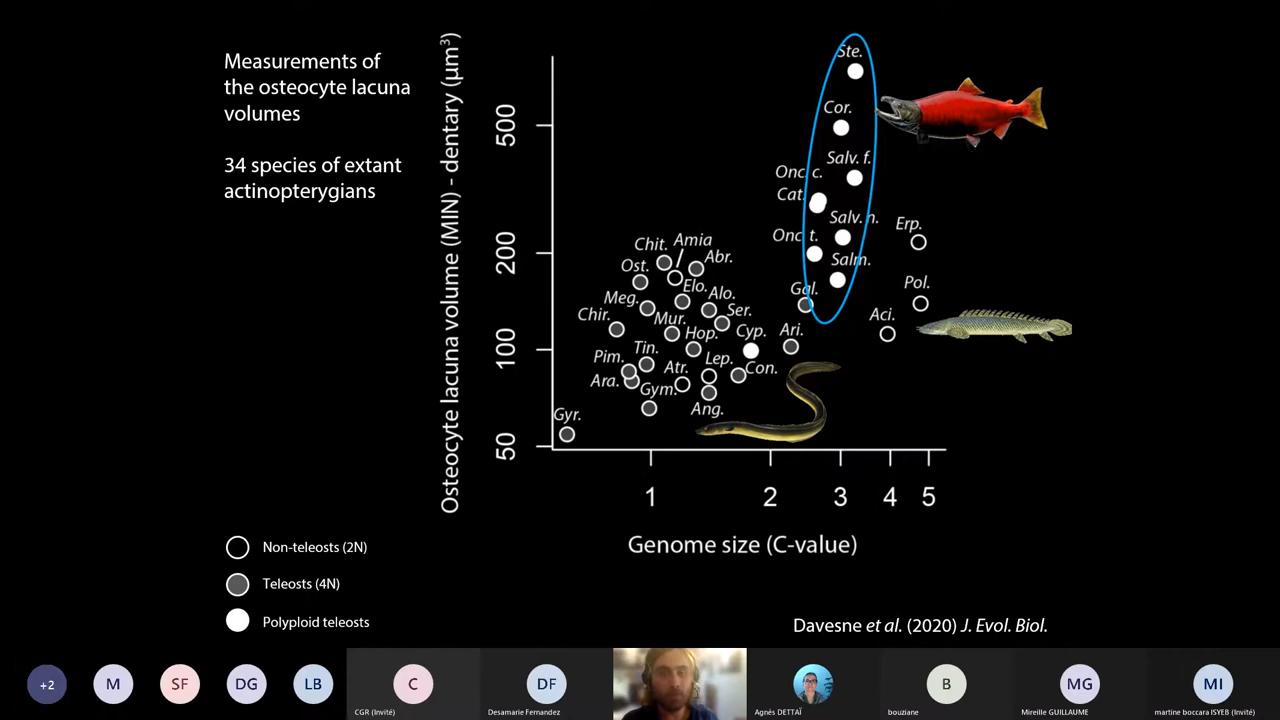 Measurements of
the osteocyte lacuna
volumes
34 species of extant
actinopterygians
Osteocyte lacuna volume (MIN) - dentary (µm³)
500
200
100
50
Ste.
Cor.
Salv. f.
Onc. c.
Cat.
Salv. n.
Onc. t.
Salm.
Erp.
Gal.
Pol.
Aci.
Chit.
Amia
Abr.
Ost.
Elo.
Alo.
Meg.
Ser.
Chir.
Mur.
Hop.
Cyp.
Ari.
Tin.
Pim.
Atr.
Lep.
Con.
Ara.
Gym.
Ang.
Gyr.
1
2
3
4
5
Genome size (C-value)
Non-teleosts (2N)
Teleosts (4N)
Polyploid teleosts
Davesne et al. (2020) J. Evol. Biol.
+2
M
SF
DG
LB
C
DF
B
MG
MI
CGR (Invité)
Desamarie Fernandez
Agnès DETTAÏ
bouziane
Mireille GUILLAUME
martine boccara ISYEB (Invité)